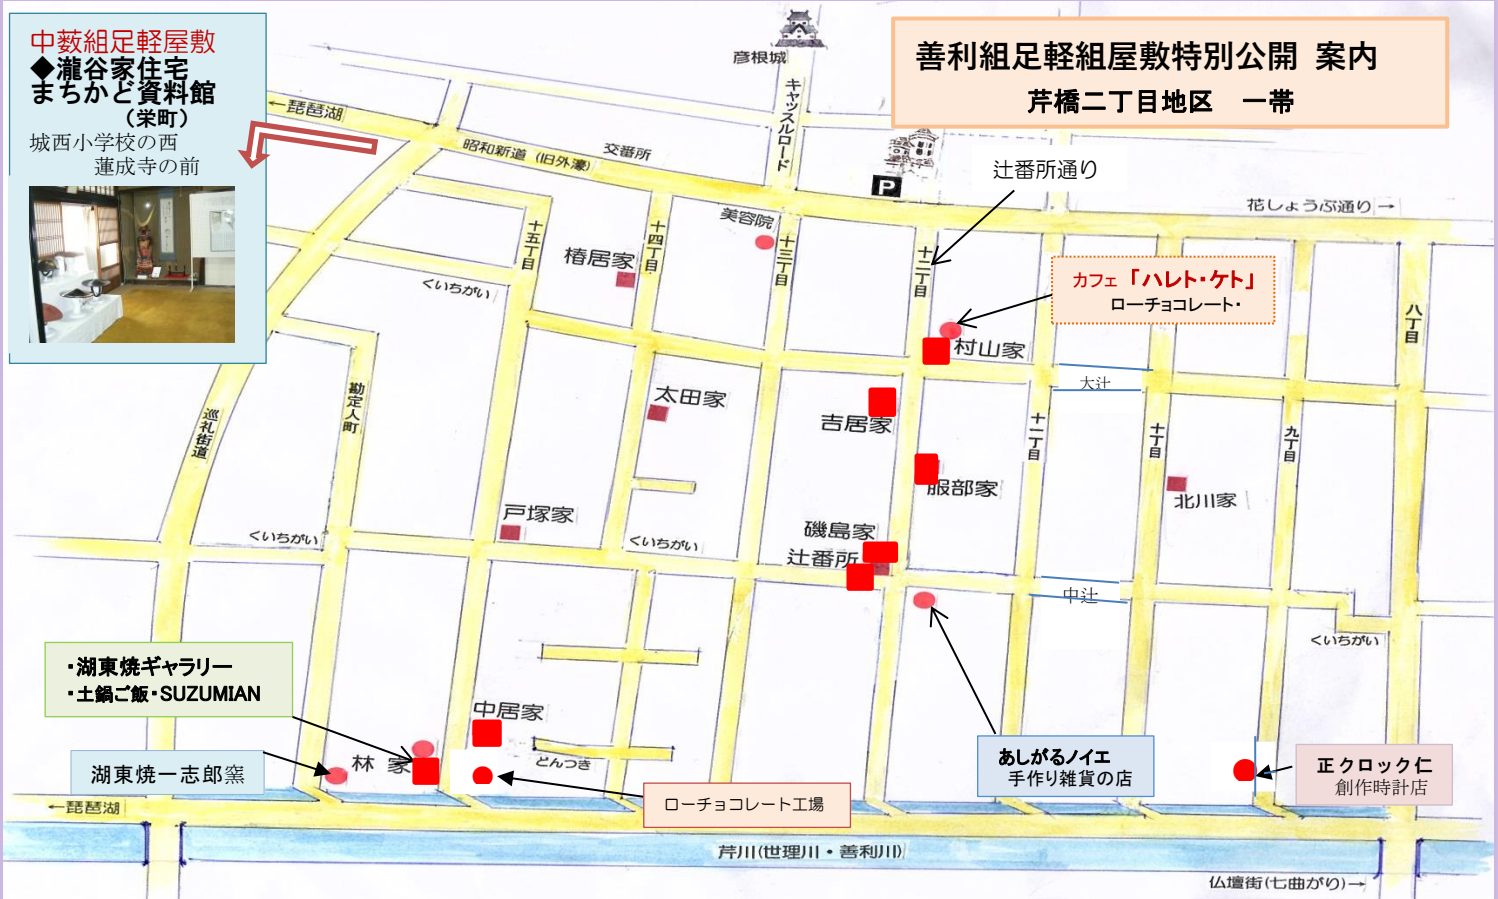 中薮組足軽屋敷
◆瀧谷家住宅
まちかど資料館
（栄町）
城西小学校の西
蓮成寺の前
善利組足軽組屋敷特別公開 案内
芹橋二丁目地区 一帯
彦根城
キャッスルロード
←琵琶湖
昭和新道（旧外濠）
交番所
P
辻番所通り
花しょうぶ通り→
美容院
十五丁目
十四丁目
十三丁目
十二丁目
椿居家
くいちがい
カフェ「ハレト・ケト」
ローチョコレート・
八丁目
村山家
大辻
勘定人町
巡礼街道
太田家
吉居家
十一丁目
十丁目
九丁目
服部家
北川家
戸塚家
磯島家
辻番所
くいちがい
くいちがい
中辻
くいちがい
・湖東焼ギャラリー
・土鍋ご飯・SUZUMIAN
中居家
どんつき
林 家
湖東焼一志郎窯
ローチョコレート工場
あしがるノイエ
手作り雑貨の店
正クロック仁
創作時計店
←琵琶湖
芹川(世理川・善利川)
仏壇街(七曲がり)→